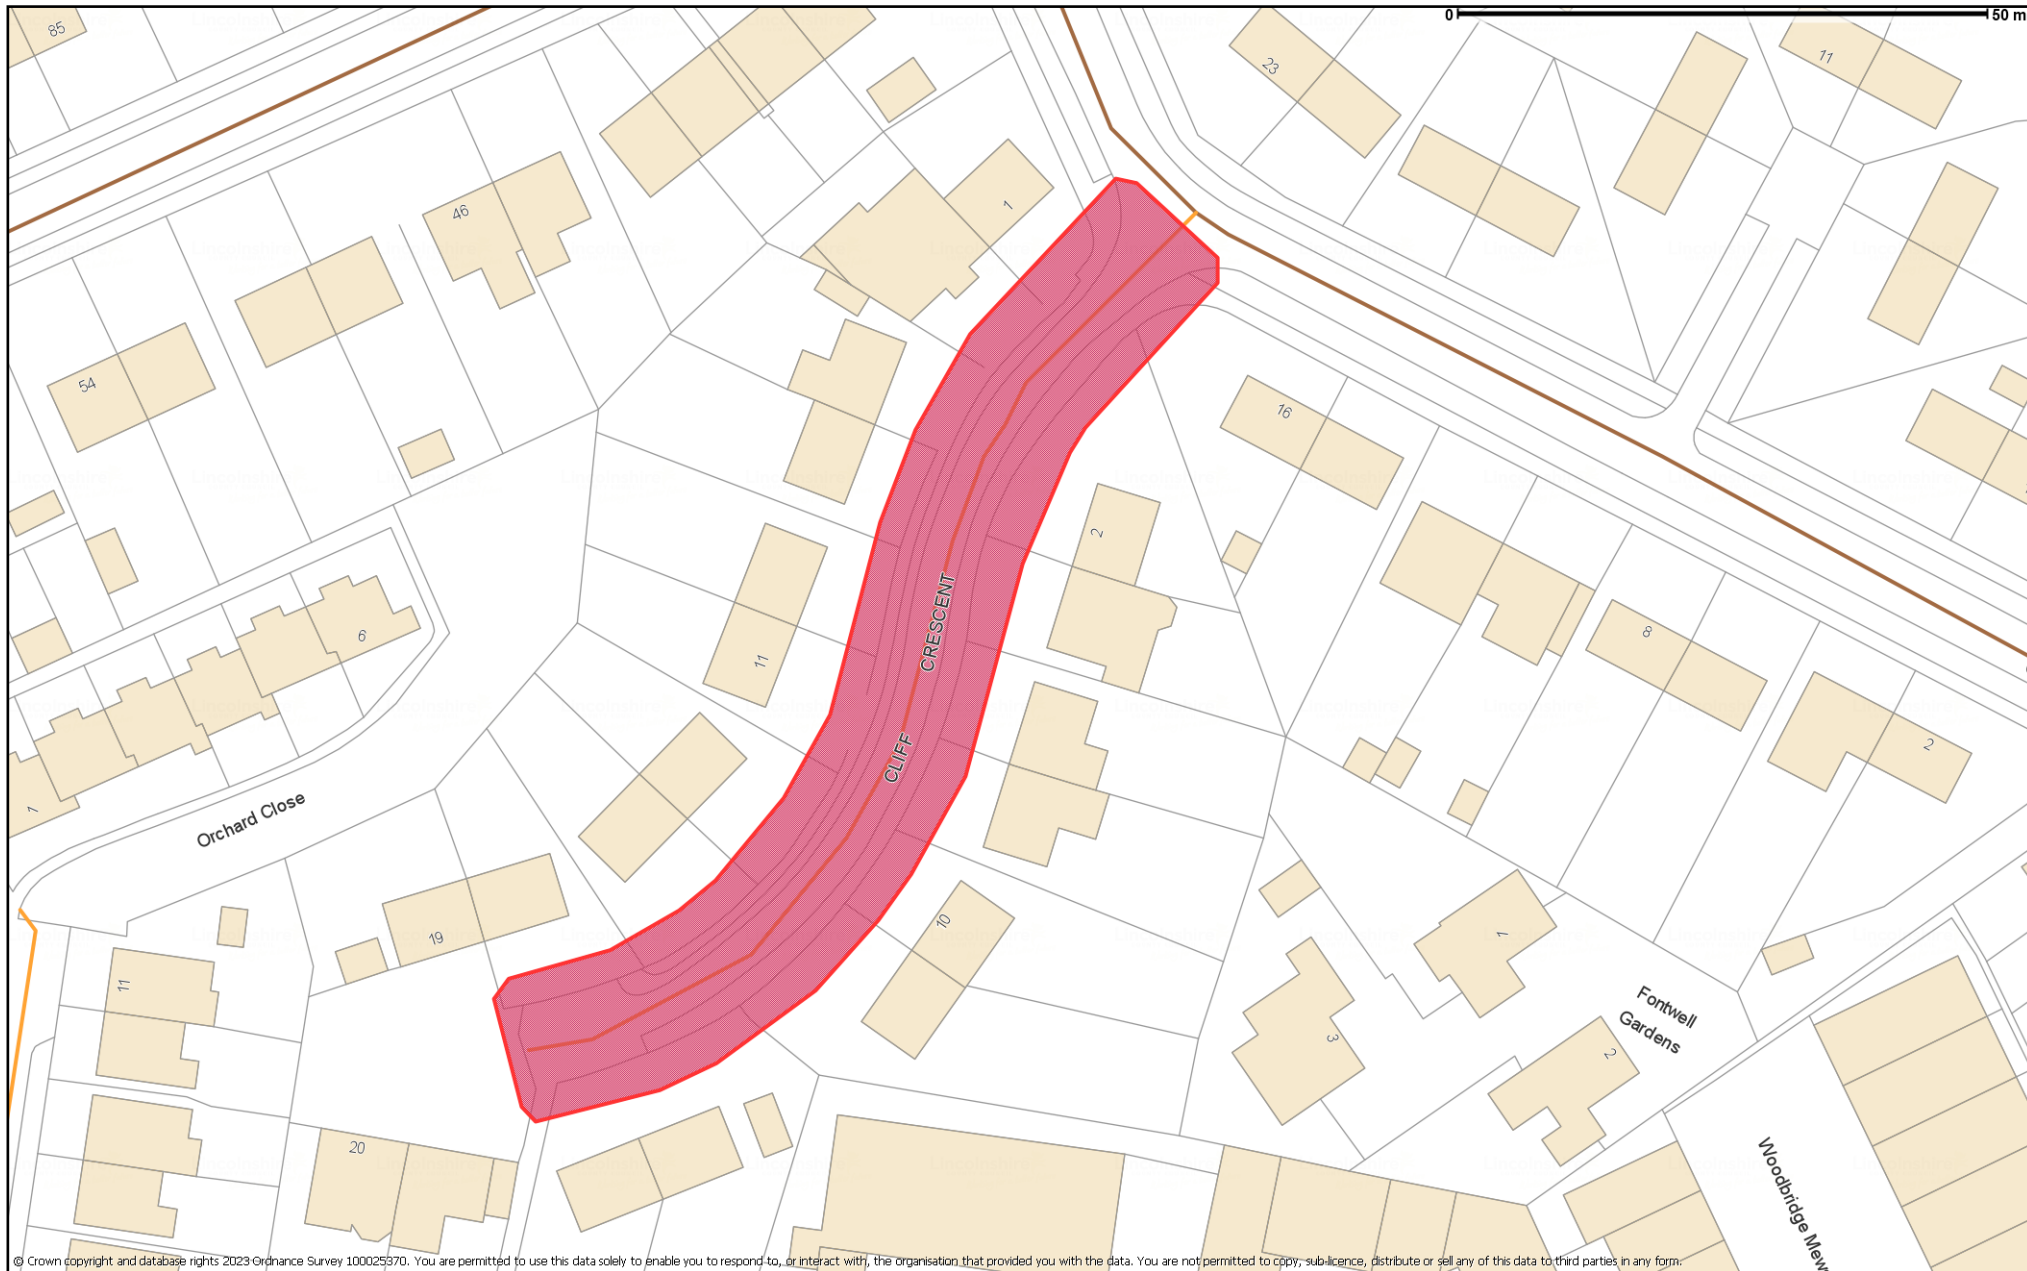 85
0 50 m
23
11
1
46
54
16
2
6
CRESCENT
11
8
CLIFF
2
1
Orchard Close
10
19
1
11
Fontwell
Gardens
3
2
20
Woodbridge Mew
© Crown copyright and database rights 2023 Ordnance Survey 100025370. You are permitted to use this data solely to enable you to respond to, or interact with, the organisation that provided you with the data. You are not permitted to copy, sub-licence, distribute or sell any of this data to third parties in any form.